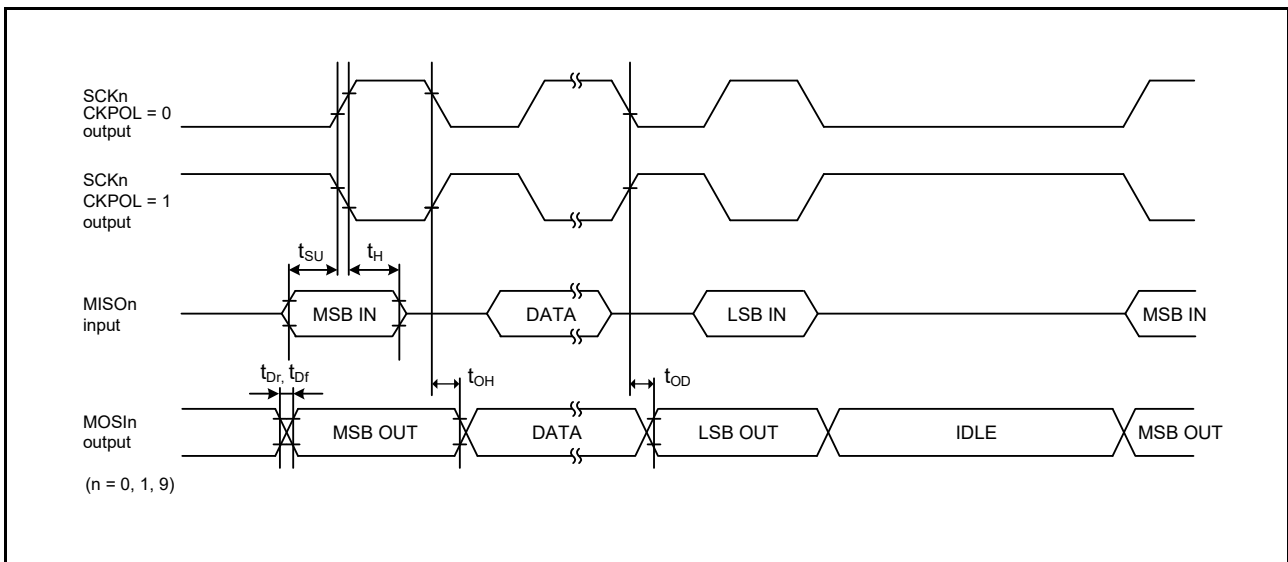 SCKn
CKPOL = 0
output
SCKn
CKPOL = 1
output
tSU
tH
MISOn
input
MSB IN
DATA
LSB IN
MSB IN
tDr, tDf
tOH
tOD
MOSIn
output
MSB OUT
DATA
LSB OUT
IDLE
MSB OUT
(n = 0, 1, 9)